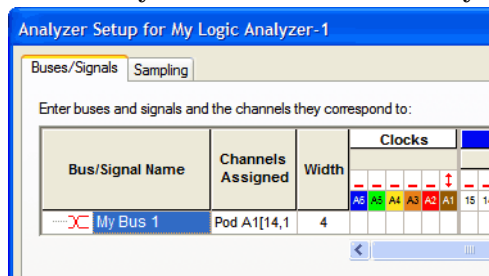 Analyzer Setup for My Logic Analyzer-1
Buses/Signals Sampling
Enter buses and signals and the channels they correspond to:
Bus/Signal Name Channels Assigned Width Clocks
A6 A5 A4 A3 A2 A1 15
My Bus 1 Pod A1[14,1 4